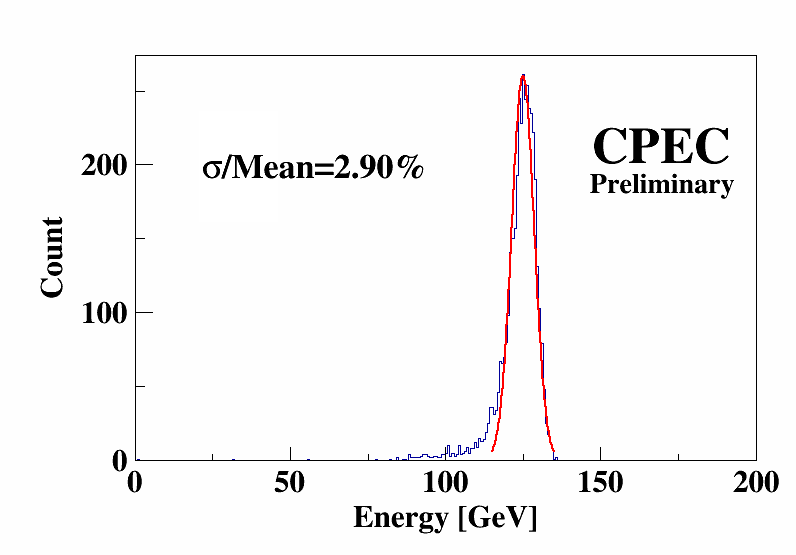 CPEC
Preliminary
σ/Mean=2.90%
Count
200
100
0
0 50 100 150 200
Energy [GeV]